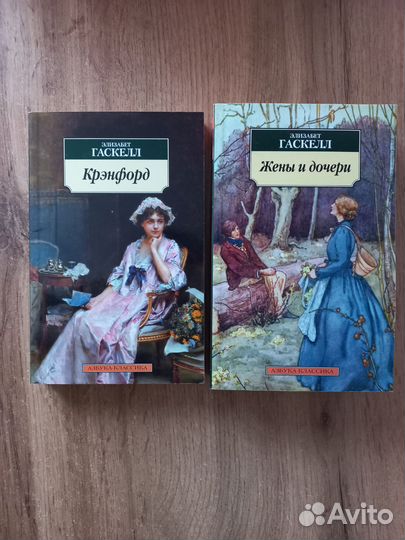 ЭЛИЗАБЕТ
ГАСКЕЛЛ
Крэнфорд
АЗБУКА-КЛАССИКА
ЭЛИЗАБЕТ
ГАСКЕЛЛ
Жены и дочери
АЗБУКА-КЛАССИКА
Avito